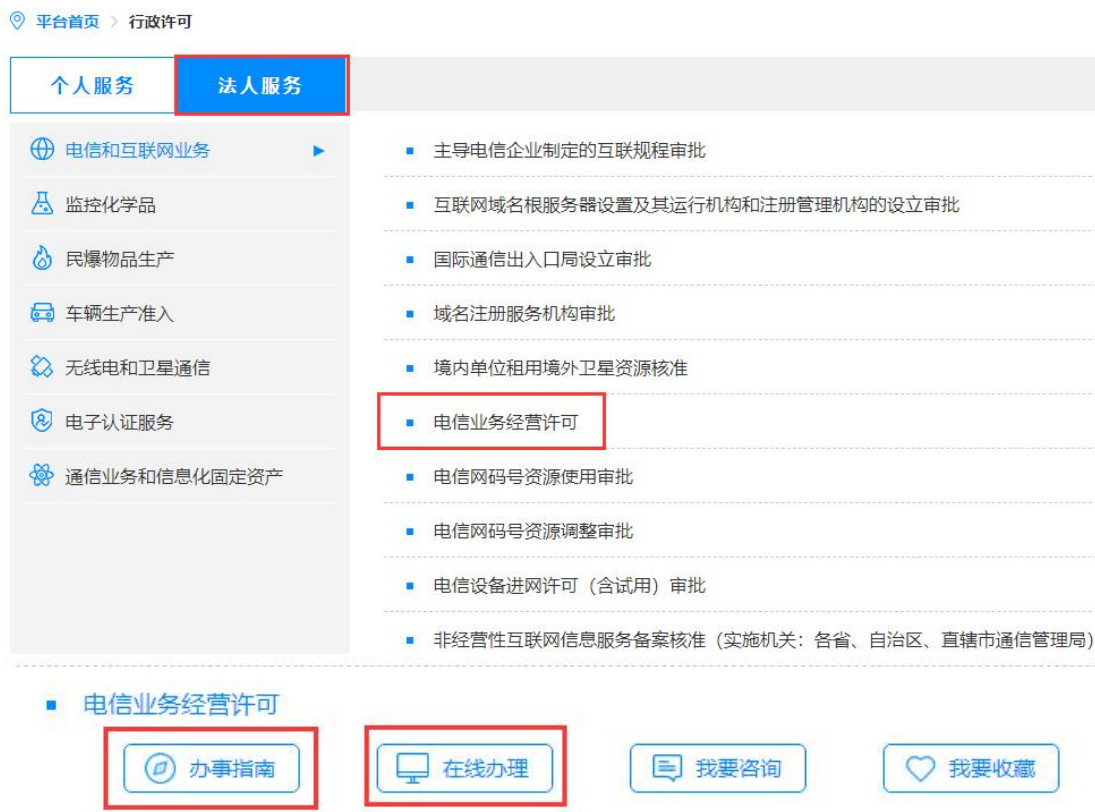 平台首页 > 行政许可
个人服务
法人服务
电信和互联网业务
监控化学品
民爆物品生产
车辆生产准入
无线电和卫星通信
电子认证服务
通信业务和信息化固定资产
主导电信企业制定的互联规程审批
互联网域名根服务器设置及其运行机构和注册管理机构的设立审批
国际通信出入口局设立审批
域名注册服务机构审批
境内单位租用境外卫星资源核准
电信业务经营许可
电信网码号资源使用审批
电信网码号资源调整审批
电信设备进网许可（含试用）审批
非经营性互联网信息服务备案核准（实施机关：各省、自治区、直辖市通信管理局）
电信业务经营许可
办事指南
在线办理
我要咨询
我要收藏